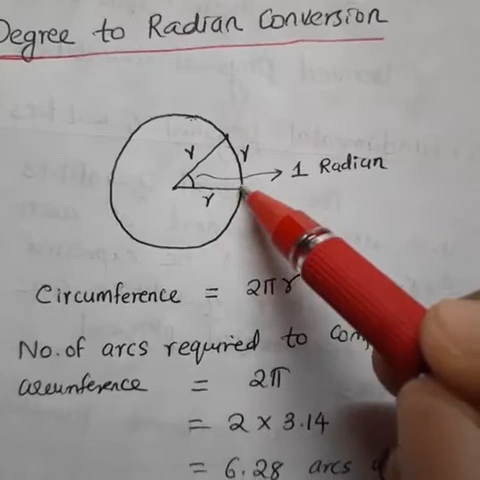 Degree to Radian Conversion
r r
1 Radian
r
Circumference = 2πr
No. of arcs required to
circumference = 2π
= 2 × 3.14
= 6.28 arcs